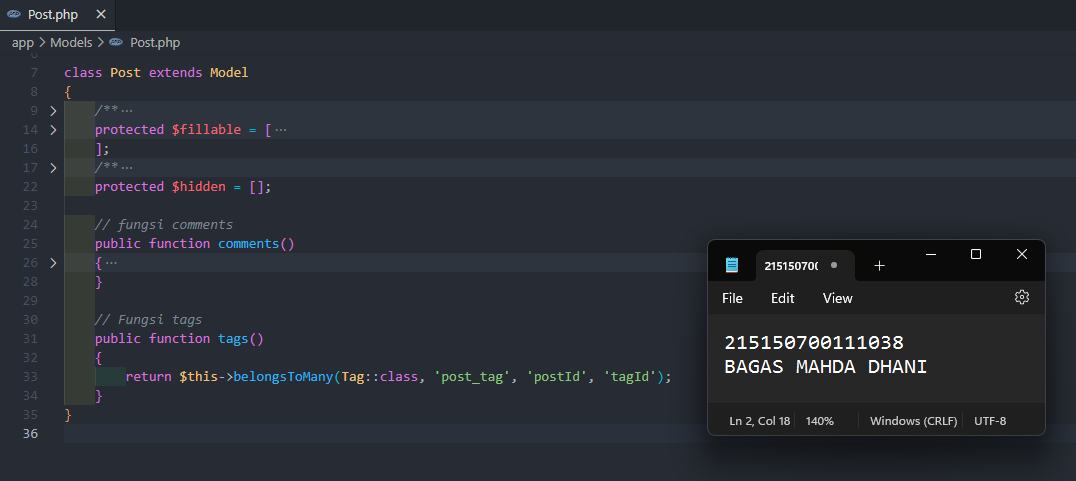 Post.php
app > Models > Post.php
6
7 class Post extends Model
8 {
9 /** ...
14 protected $fillable = [ ...
16 ];
17 /** ...
22 protected $hidden = [];
23
24 // fungsi comments
25 public function comments()
26 { ...
28 }
29
30 // Fungsi tags
31 public function tags()
32 {
33 return $this->belongsToMany(Tag::class, 'post_tag', 'postId', 'tagId');
34 }
35 }
36
215150700
File Edit View
215150700111038
BAGAS MAHDA DHANI
Ln 2, Col 18 140% Windows (CRLF) UTF-8